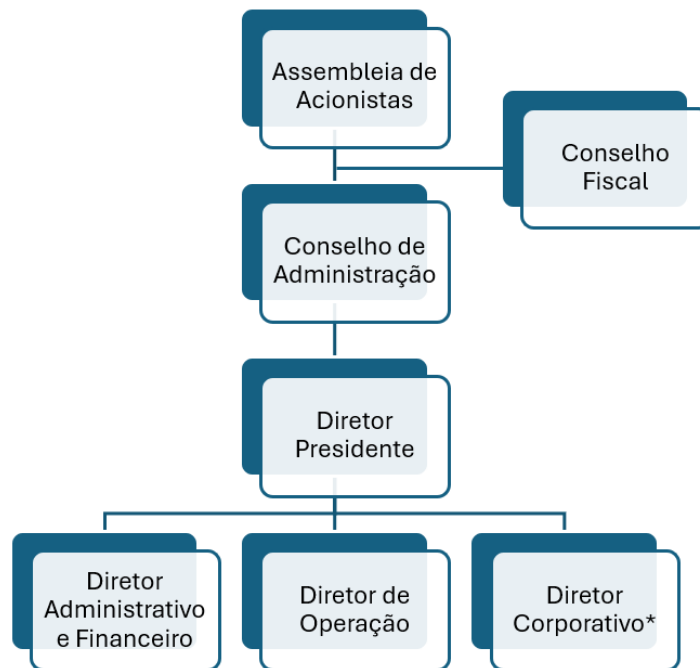 Assembleia de
Acionistas
Conselho
Fiscal
Conselho de
Administração
Diretor
Presidente
Diretor
Administrativo
e Financeiro
Diretor de
Operação
Diretor
Corporativo*